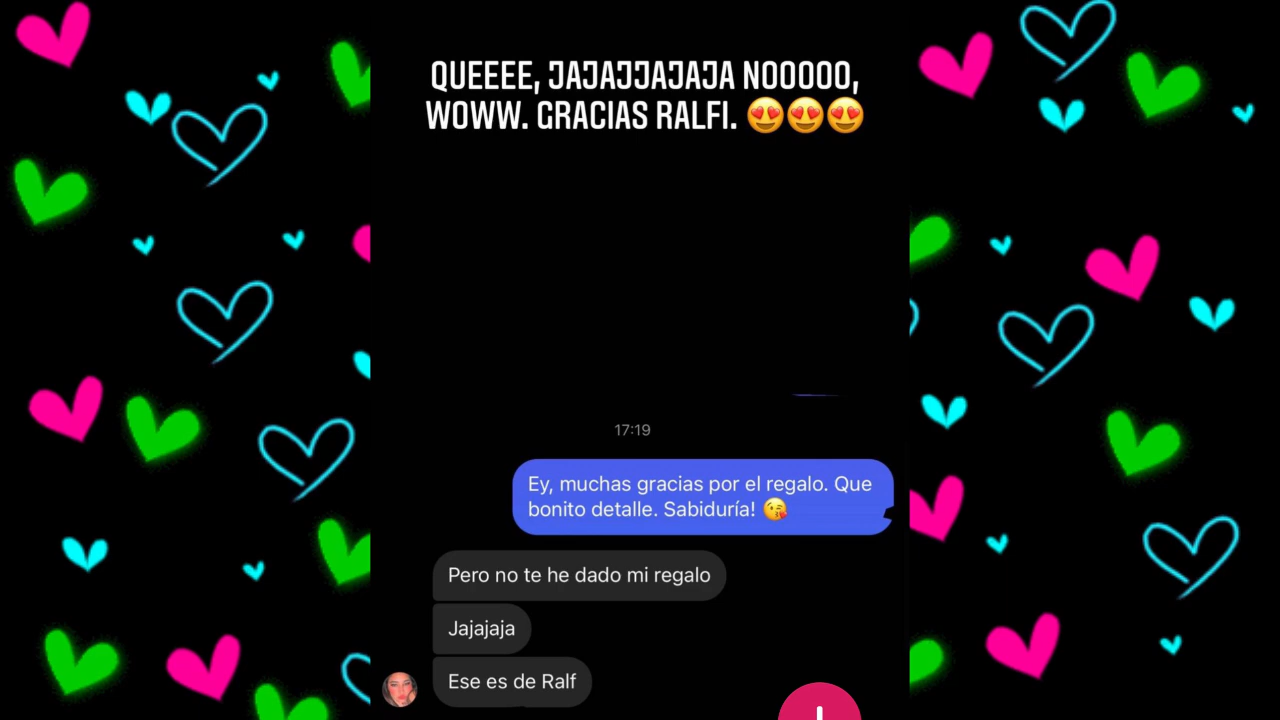 QUEEEE, JAJAJJAJAJA NOOOOO,
WOWW. GRACIAS RALFI. 😍😍😍
17:19
Ey, muchas gracias por el regalo. Que
bonito detalle. Sabiduría! 😘
Pero no te he dado mi regalo
Jajajaja
Ese es de Ralf